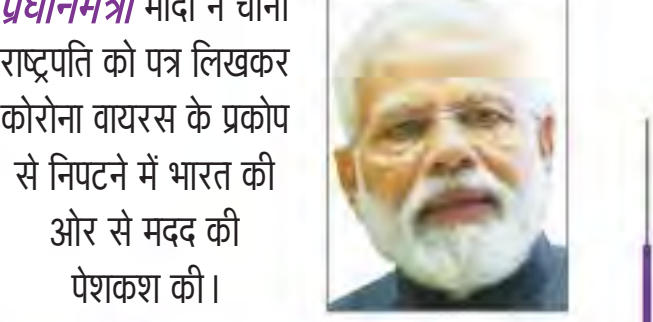 प्रधानमंत्री मोदी ने चीनी
राष्ट्रपति को पत्र लिखकर
कोरोना वायरस के प्रकोप
से निपटने में भारत की
ओर से मदद की
पेशकश की।